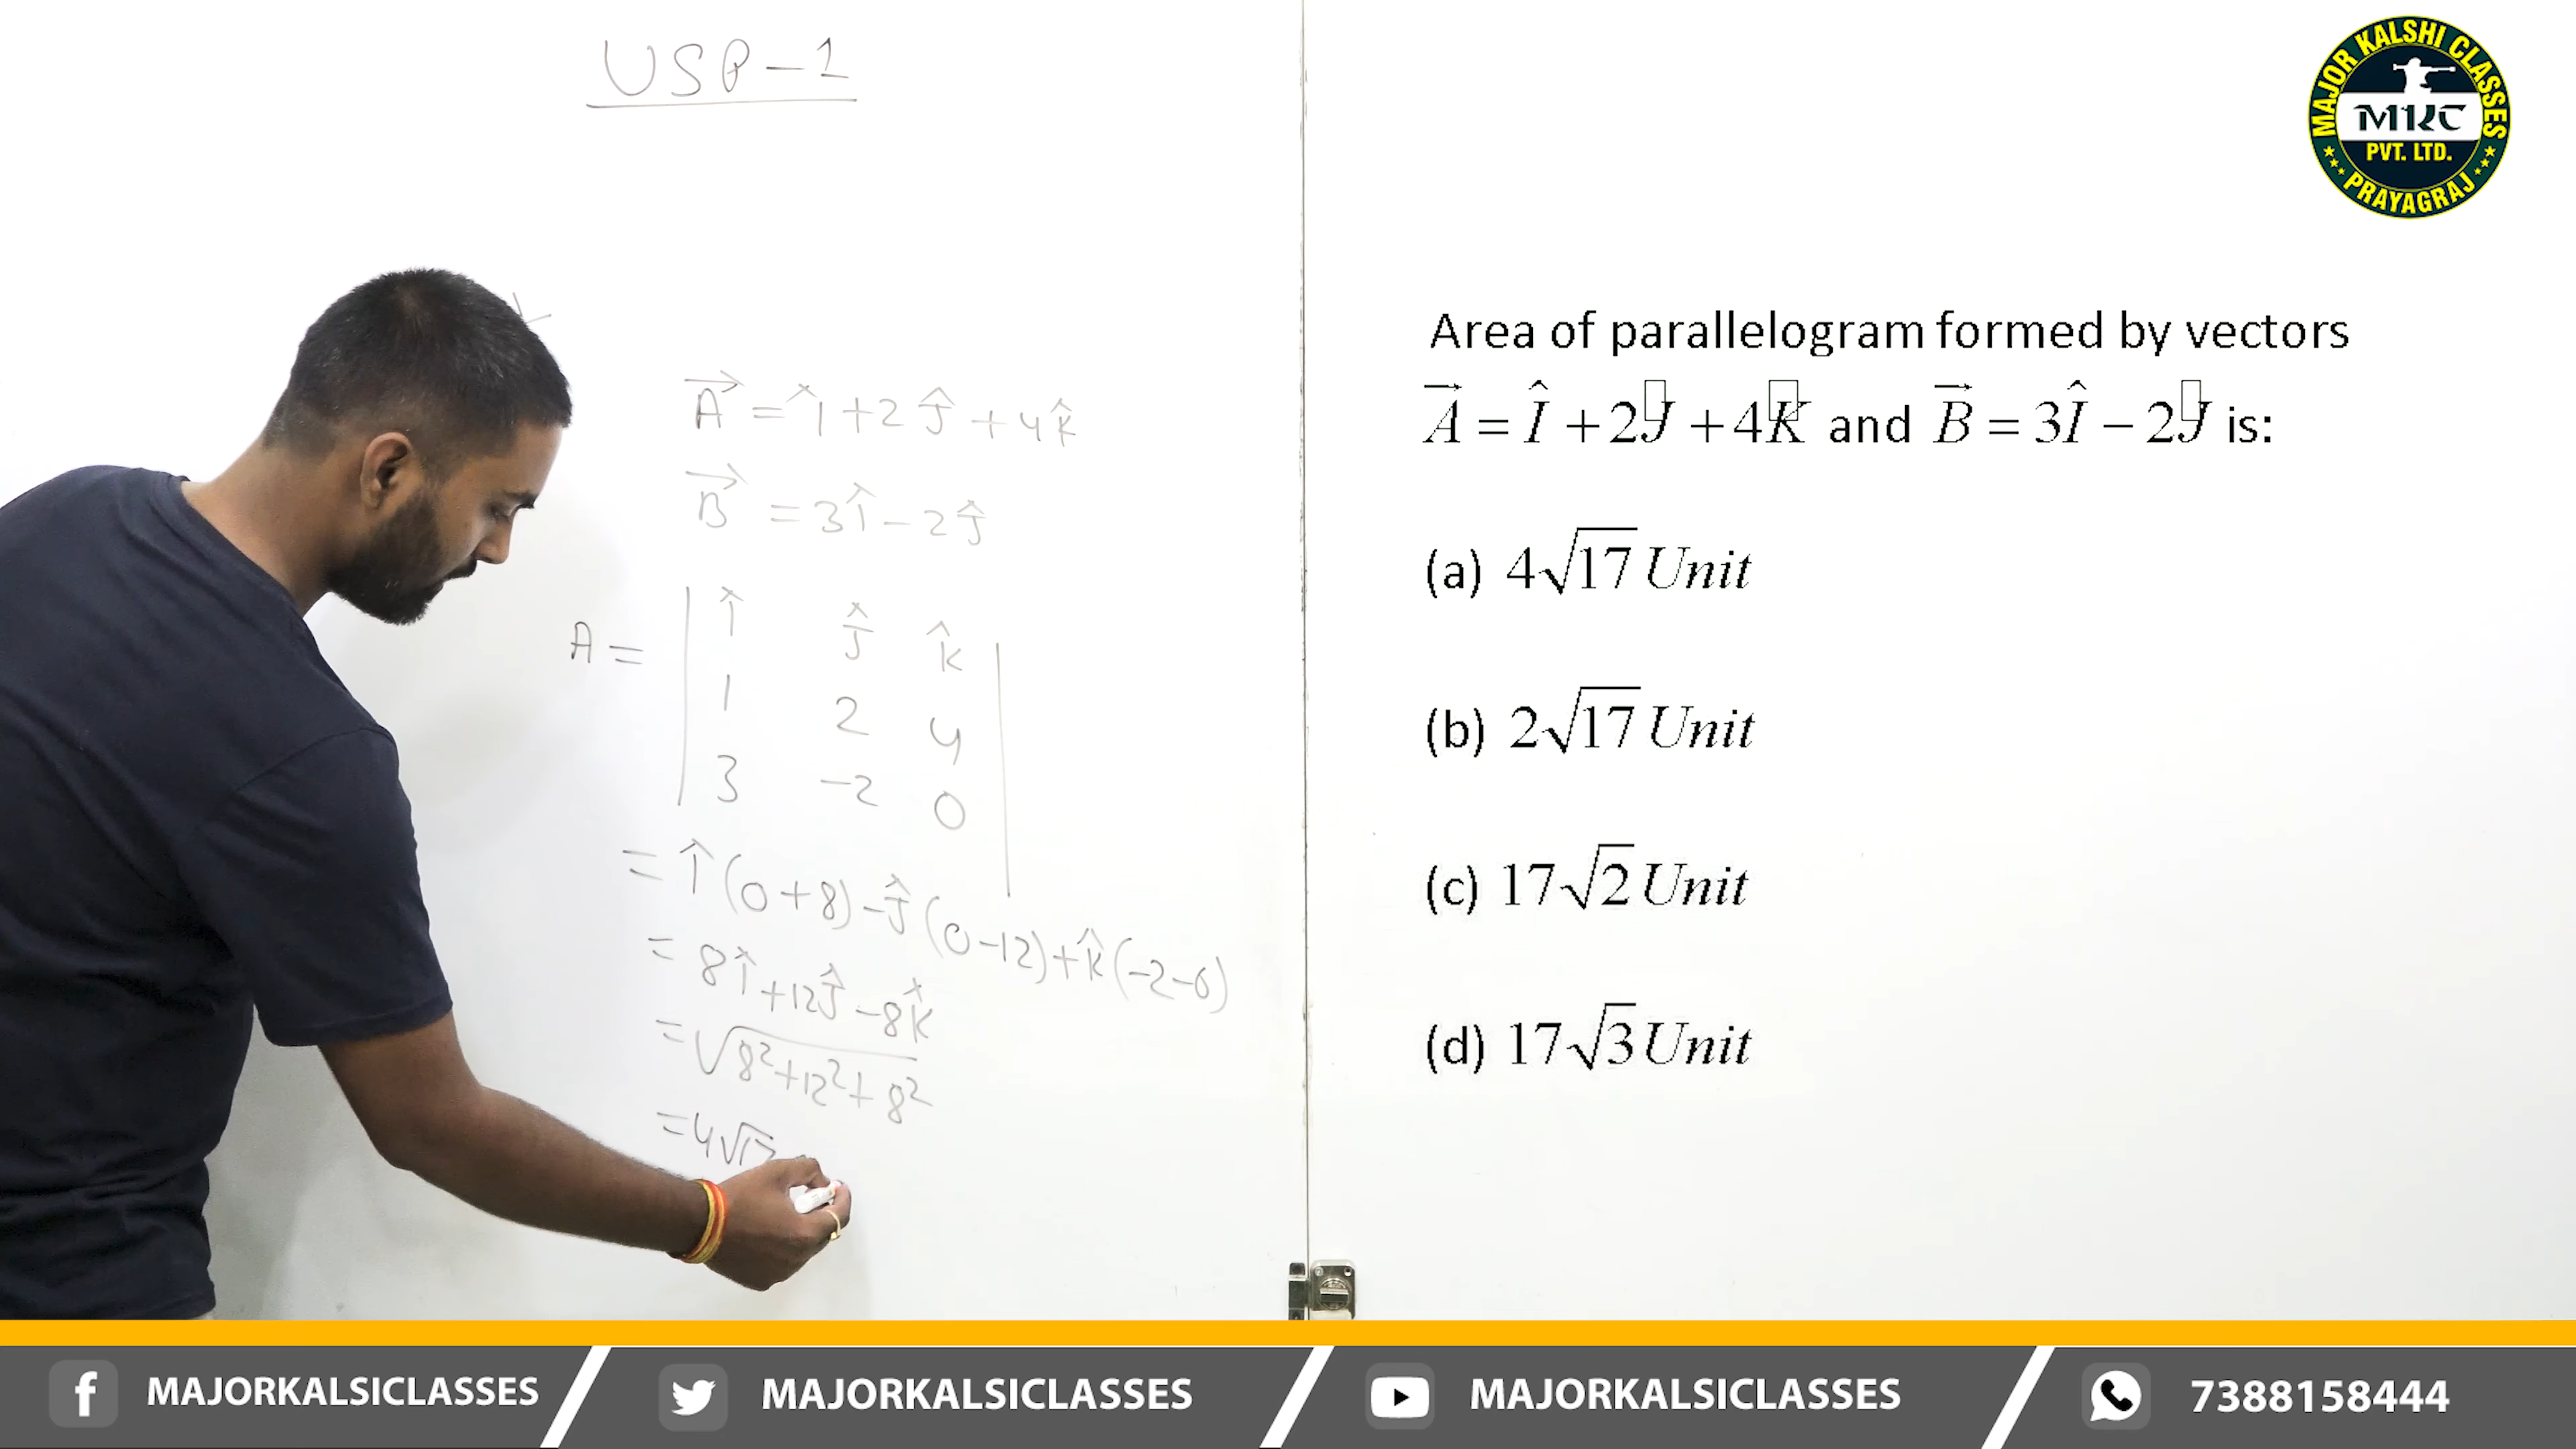 USP-1
A⃗ = Î + 2Ĵ + 4K̂
B⃗ = 3Î - 2Ĵ
A =
Î Ĵ K̂
1 2 4
3 -2 0
= Î(0+8) - Ĵ(0-12) + K̂(-2-6)
= 8Î + 12Ĵ - 8K̂
= √(8² + 12² + 8²)
= 4√17
MAJOR KALSHI CLASSES
MKC
PVT. LTD.
PRAYAGRAJ
Area of parallelogram formed by vectors
A⃗ = Î + 2J + 4K and B⃗ = 3Î − 2J is:
(a) 4√17 Unit
(b) 2√17 Unit
(c) 17√2 Unit
(d) 17√3 Unit
f MAJORKALSICLASSES MAJORKALSICLASSES MAJORKALSICLASSES 7388158444